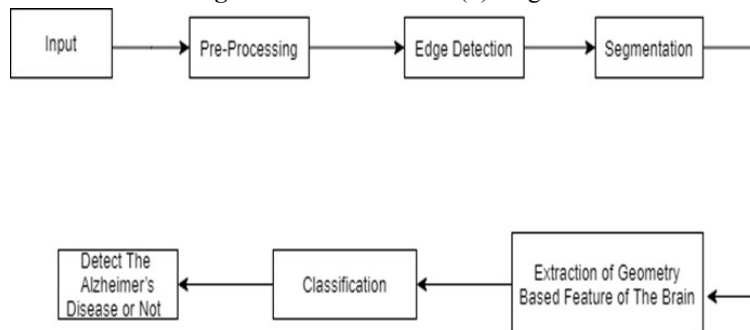 Input
Pre-Processing
Edge Detection
Segmentation
Extraction of Geometry
Based Feature of The Brain
Classification
Detect The
Alzheimer's
Disease or Not